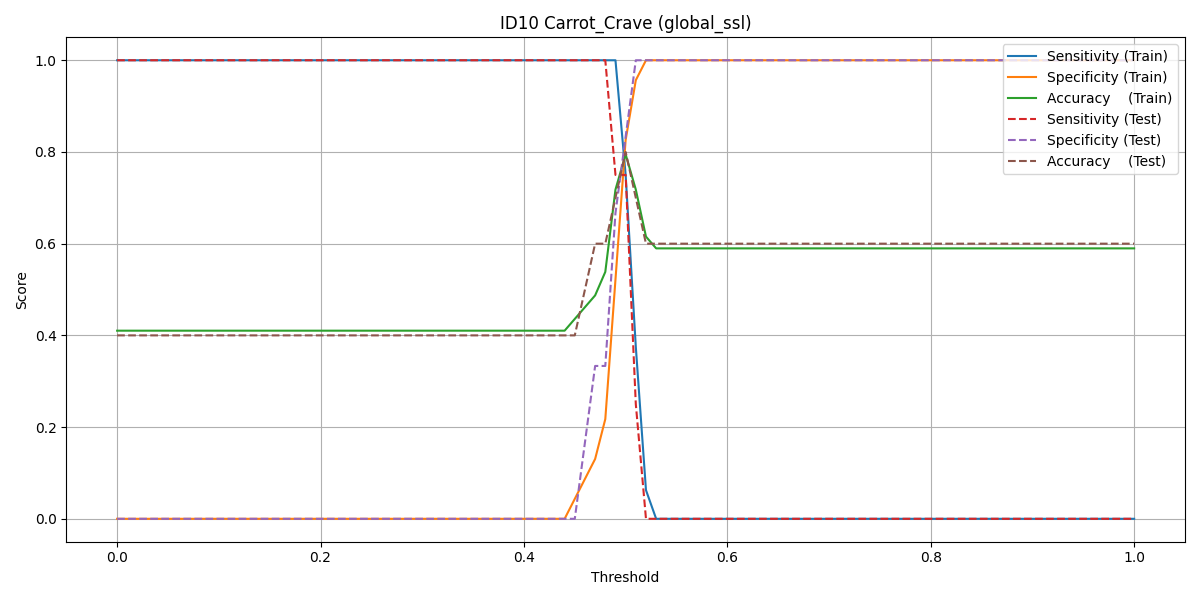 ID10 Carrot_Crave (global_ssl)
1.0
0.8
0.6
0.4
0.2
0.0
Score
0.0 0.2 0.4 0.6 0.8 1.0
Threshold
Sensitivity (Train)
Specificity (Train)
Accuracy (Train)
Sensitivity (Test)
Specificity (Test)
Accuracy (Test)